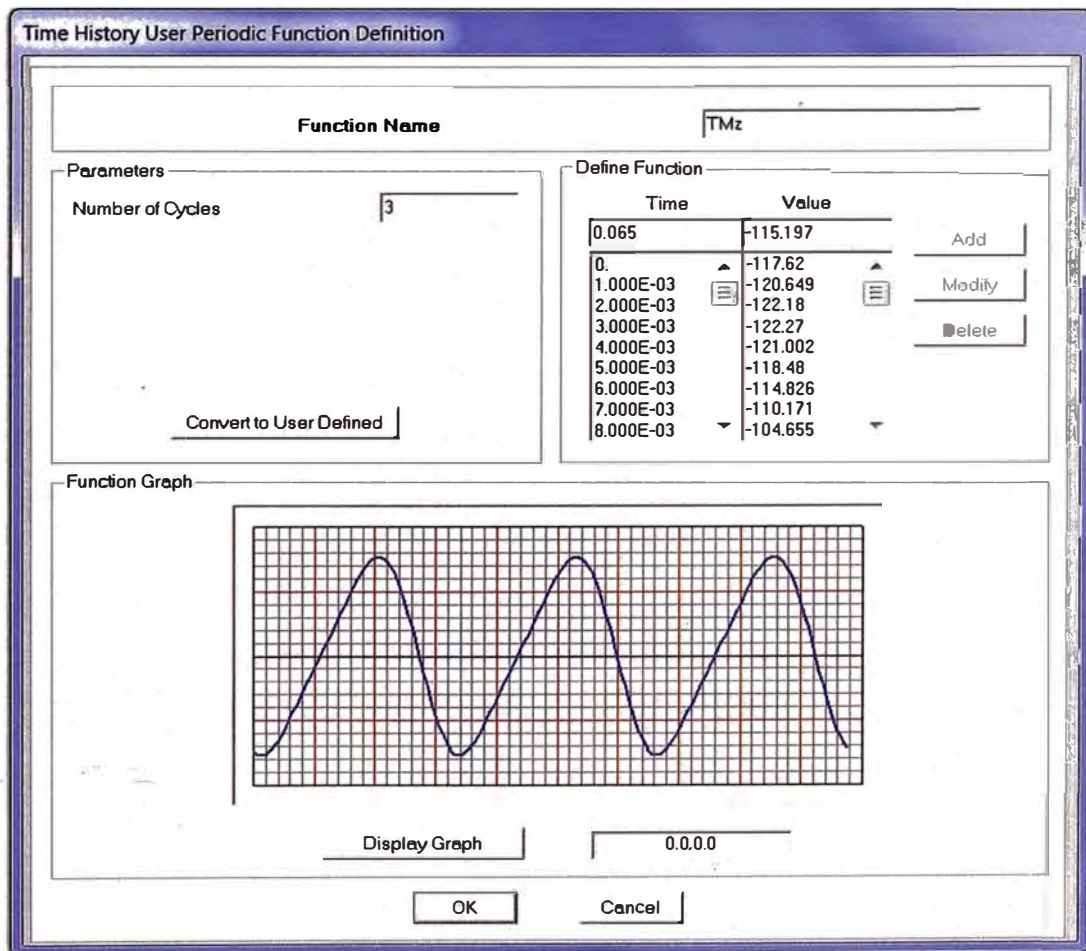 Time History User Periodic Function Definition
Function Name TMz
Parameters
Number of Cycles 3
Convert to User Defined
Define Function
Time Value
0.065 -115.197
0. -117.62
1.000E-03 -120.649
2.000E-03 -122.18
3.000E-03 -122.27
4.000E-03 -121.002
5.000E-03 -118.48
6.000E-03 -114.826
7.000E-03 -110.171
8.000E-03 -104.655
Add
Modify
Delete
Function Graph
Display Graph 0.0.0.0
OK Cancel